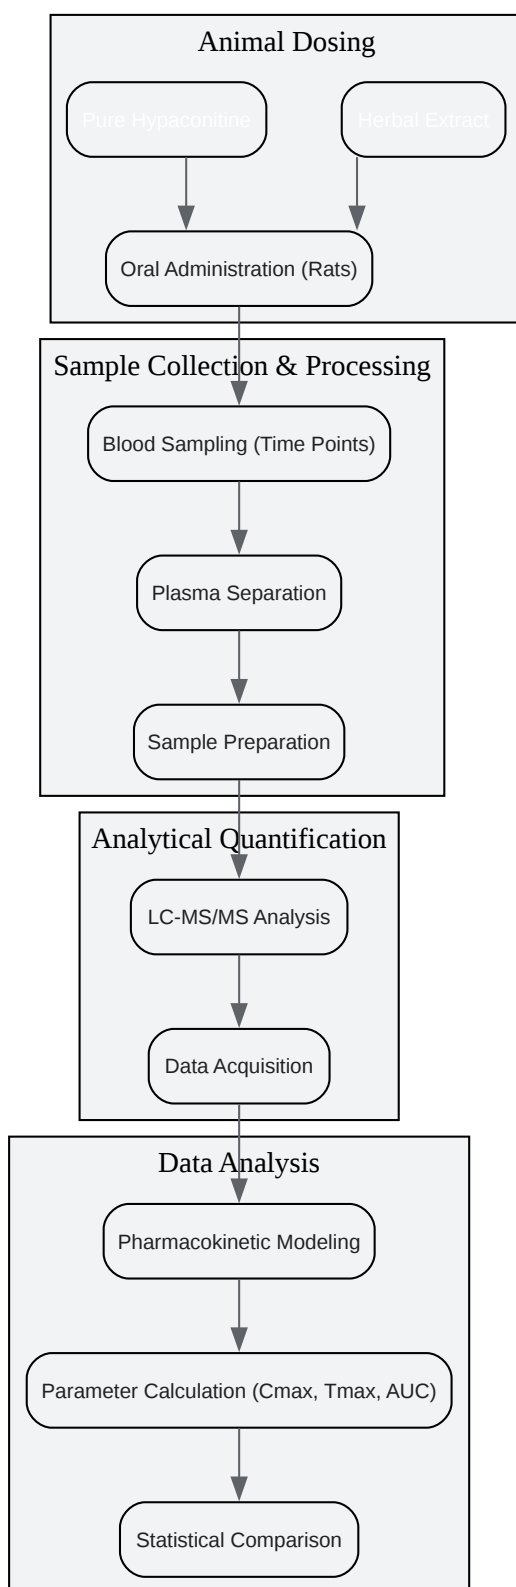 Animal Dosing
Pure Hypaconitine
Herbal Extract
Oral Administration (Rats)
Sample Collection & Processing
Blood Sampling (Time Points)
Plasma Separation
Sample Preparation
Analytical Quantification
LC-MS/MS Analysis
Data Acquisition
Data Analysis
Pharmacokinetic Modeling
Parameter Calculation (Cmax, Tmax, AUC)
Statistical Comparison